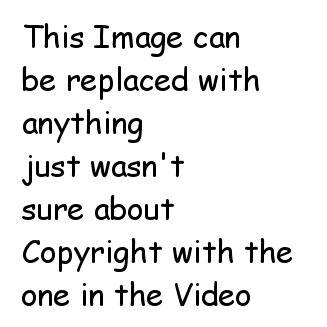 This Image can
be replaced with
anything
just wasn't
sure about
Copyright with the
one in the Video